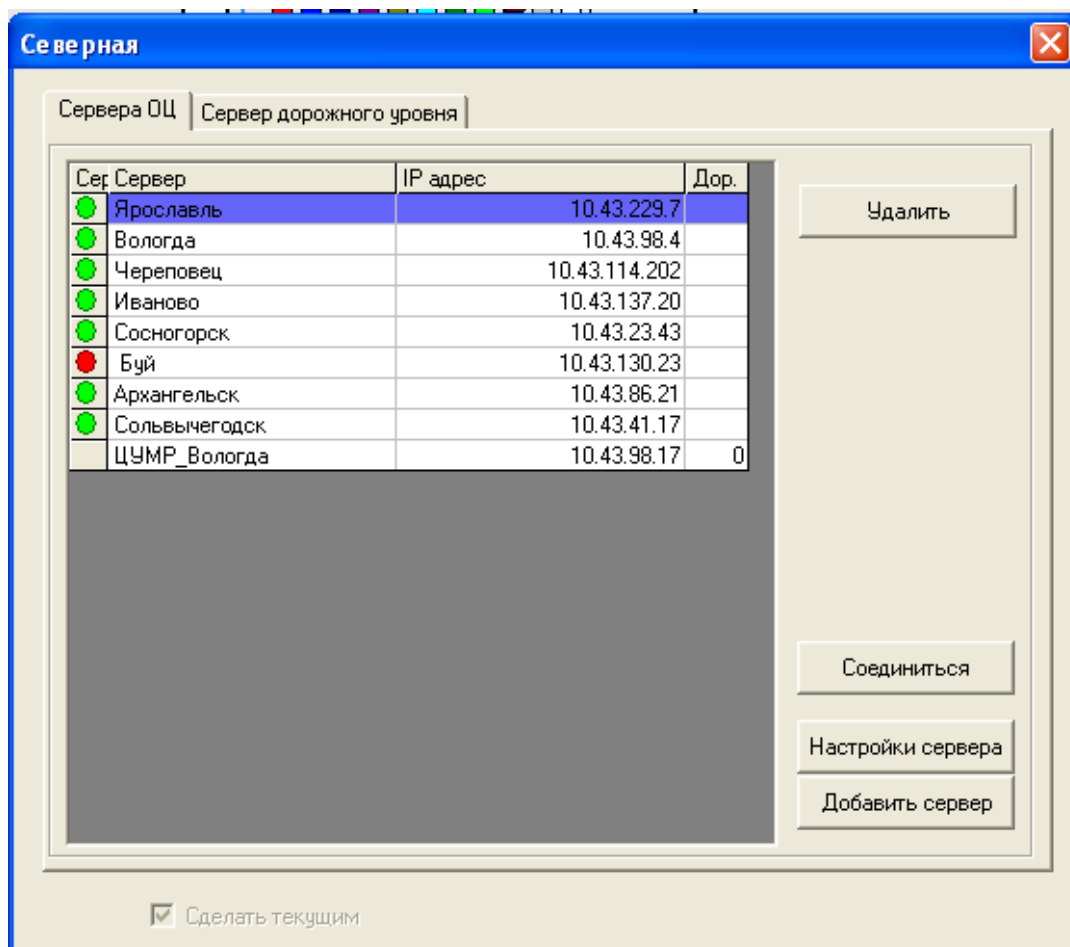 Северная
Сервера ОЦ Сервер дорожного уровня
Сер Сервер IP адрес Дор.
Ярославль 10.43.229.7
Вологда 10.43.98.4
Череповец 10.43.114.202
Иваново 10.43.137.20
Сосногорск 10.43.23.43
Буй 10.43.130.23
Архангельск 10.43.86.21
Сольвычегодск 10.43.41.17
ЦУМР_Вологда 10.43.98.17 0
Удалить
Соединиться
Настройки сервера
Добавить сервер
Сделать текущим